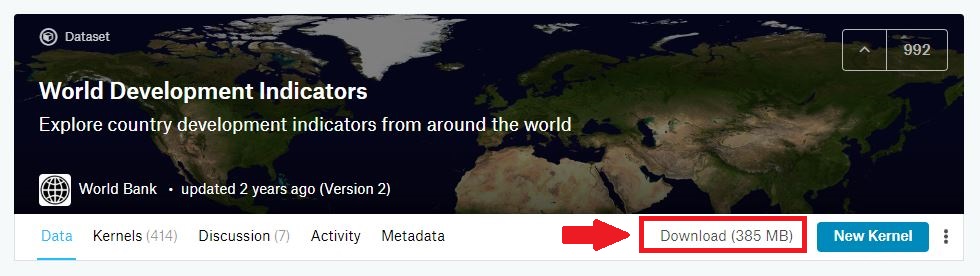 Dataset
992
World Development Indicators
Explore country development indicators from around the world
World Bank • updated 2 years ago (Version 2)
Data Kernels (414) Discussion (7) Activity Metadata Download (385 MB) New Kernel